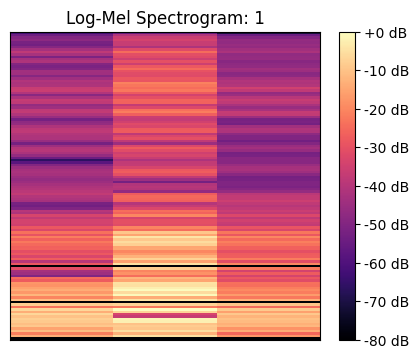 Log-Mel Spectrogram: 1
+0 dB
-10 dB
-20 dB
-30 dB
-40 dB
-50 dB
-60 dB
-70 dB
-80 dB